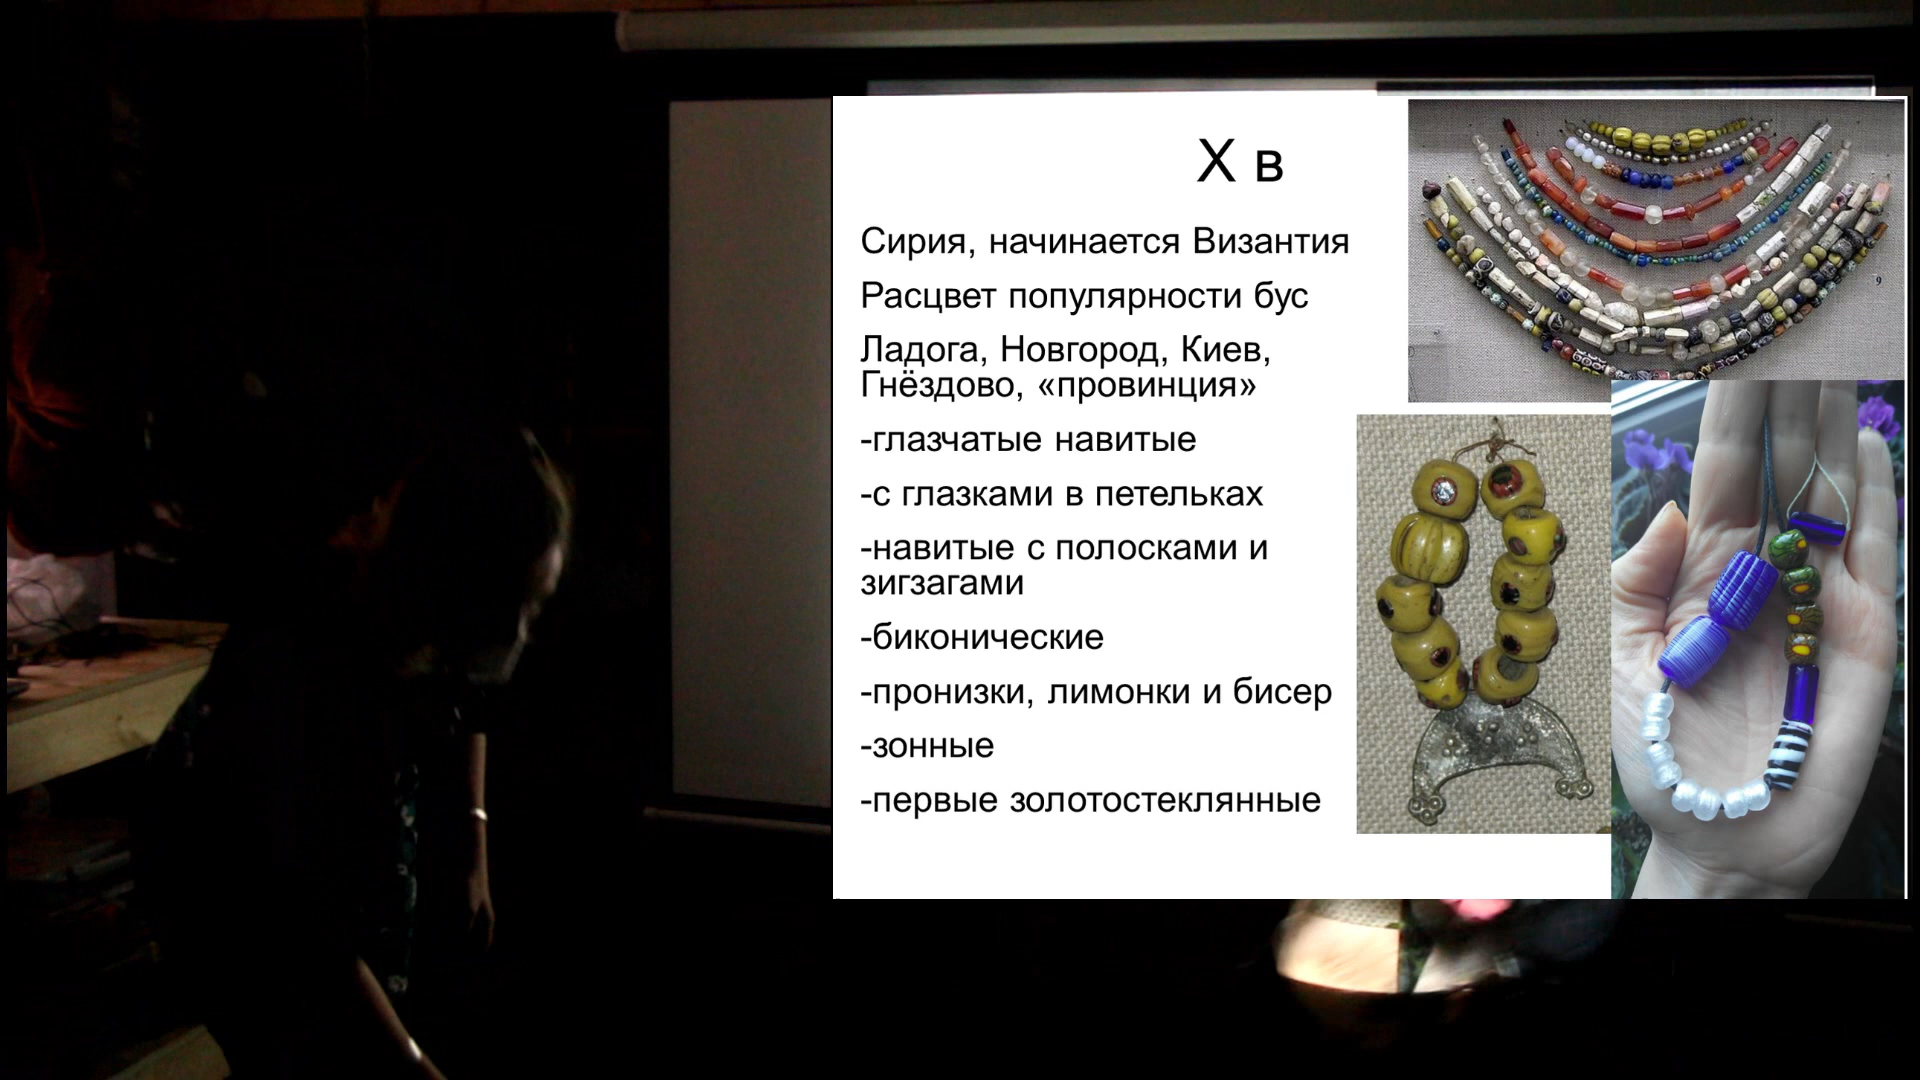 X в
Сирия, начинается Византия
Расцвет популярности бус
Ладога, Новгород, Киев,
Гнёздово, «провинция»
-глазчатые навитые
-с глазками в петельках
-навитые с полосками и
зигзагами
-биконические
-пронизки, лимонки и бисер
-зонные
-первые золотостеклянные
9